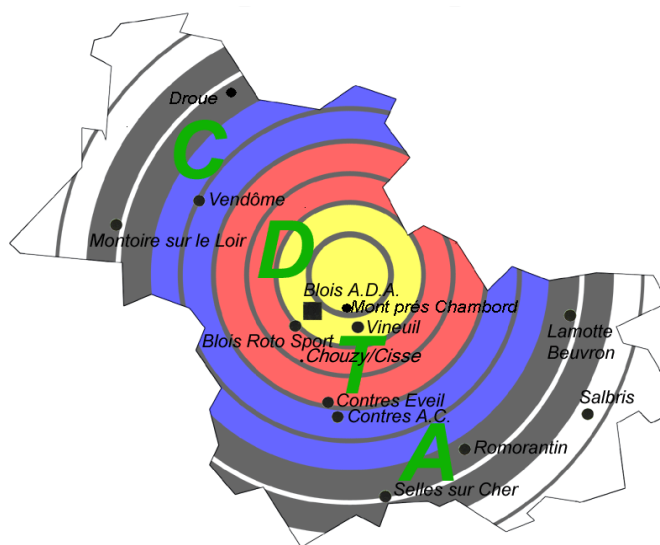 Droue
C
Vendôme
Montoire sur le Loir
D
Blois A.D.A.
Mont près Chambord
Vineuil
Blois Roto Sport
Chouzy/Cisse
T
Lamotte
Beuvron
Contres Eveil
Contres A.C.
Salbris
A
Romorantin
Selles sur Cher